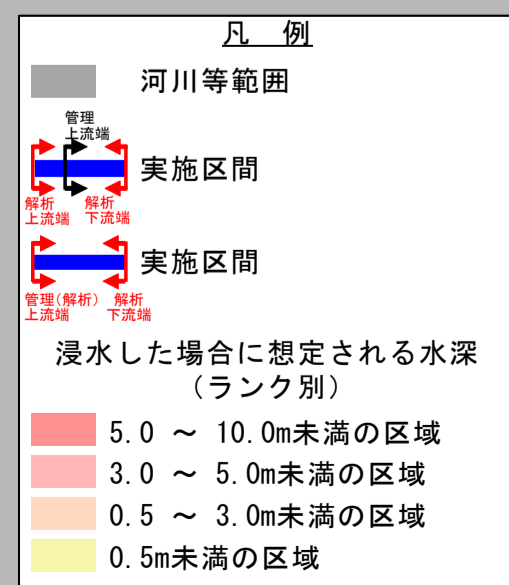 凡　例
河川等範囲
管理
上流端
実施区間
解析
上流端
解析
下流端
実施区間
管理(解析)
上流端
解析
下流端
浸水した場合に想定される水深
（ランク別）
5.0 ～ 10.0m未満の区域
3.0 ～ 5.0m未満の区域
0.5 ～ 3.0m未満の区域
0.5m未満の区域